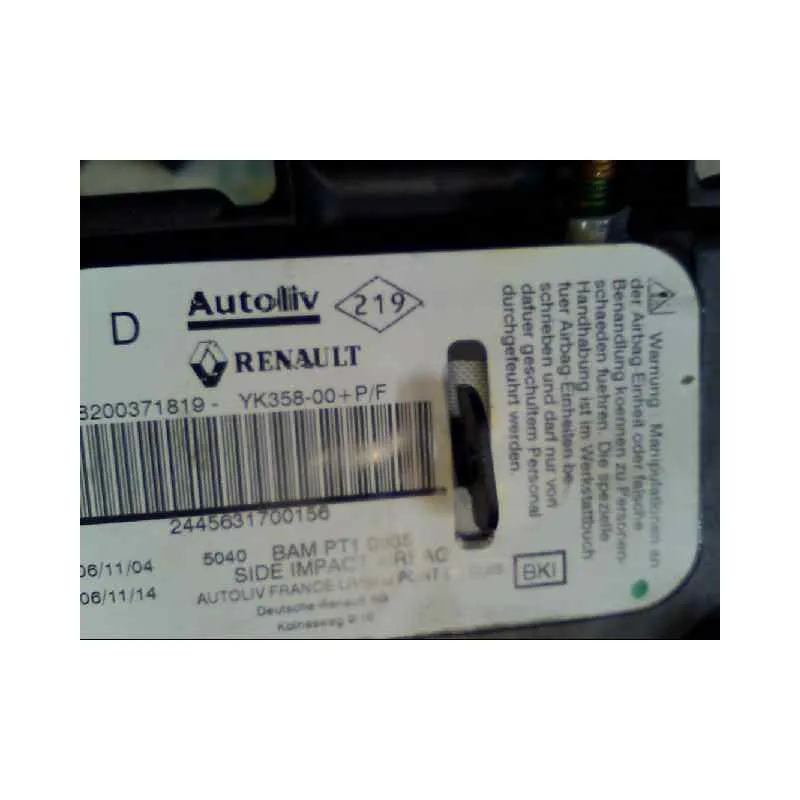 D
Autoliv
219
RENAULT
8200371819 - YK358-00+P/F
2445631700156
06/11/04
06/11/14
5040 BAM PT1
SIDE IMPACT
AUTOLIV FRANCE
BKI
Deutsche Renault AG
Warnung Manipulationen an
der Airbag Einheit oder falsche
Behandlung koennen zu Personen-
schaeden fuehren. Die spezielle
Handhabung ist im Werkstattbuch
fuer Airbag Einheiten be-
schrieben und darf nur von
dafuer geschultem Personal
durchgefeuhrt werden.